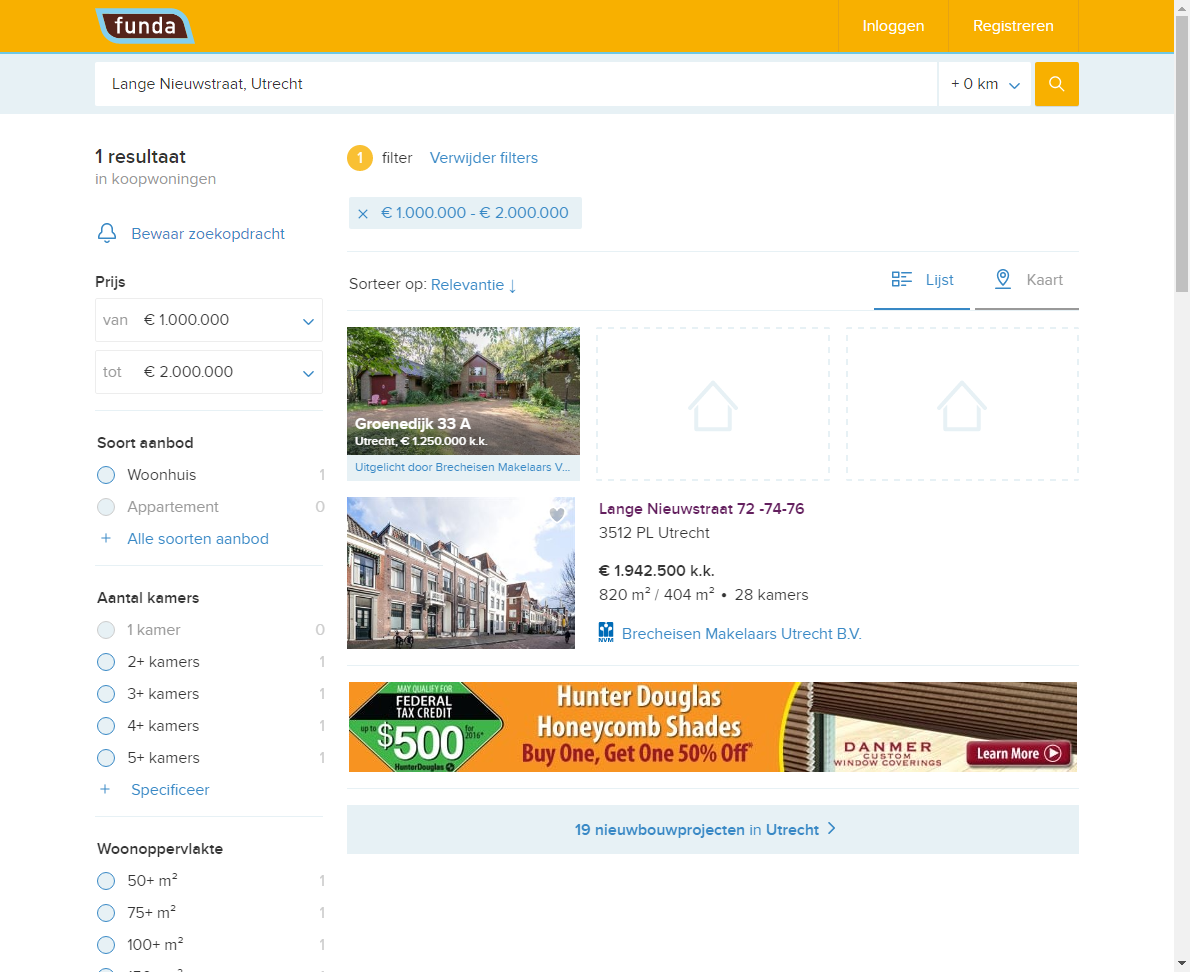 funda
Inloggen
Registreren
Lange Nieuwstraat, Utrecht
+ 0 km
1 resultaat
in koopwoningen
Bewaar zoekopdracht
Prijs
van € 1.000.000
tot € 2.000.000
Soort aanbod
Woonhuis 1
Appartement 0
+ Alle soorten aanbod
Aantal kamers
1 kamer 0
2+ kamers 1
3+ kamers 1
4+ kamers 1
5+ kamers 1
+ Specificeer
Woonoppervlakte
50+ m² 1
75+ m² 1
100+ m² 1
1 filter Verwijder filters
× € 1.000.000 - € 2.000.000
Sorteer op: Relevantie ↓
Lijst
Kaart
Groenedijk 33 A
Utrecht, € 1.250.000 k.k.
Uitgelicht door Brecheisen Makelaars V...
Lange Nieuwstraat 72 -74-76
3512 PL Utrecht
€ 1.942.500 k.k.
820 m² / 404 m² • 28 kamers
NVM
Brecheisen Makelaars Utrecht B.V.
MAY QUALIFY FOR
FEDERAL
TAX CREDIT
up to $500 for 2016*
HunterDouglas
Hunter Douglas
Honeycomb Shades
Buy One, Get One 50% Off*
DANMER
CUSTOM
WINDOW COVERINGS
Learn More
19 nieuwbouwprojecten in Utrecht >